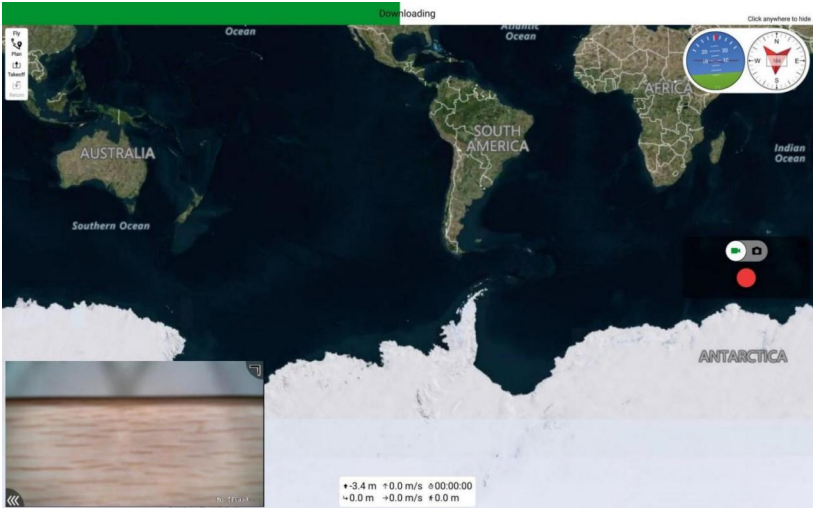 Downloading
Click anywhere to hide
Fly
Plan
Takeoff
Return
Ocean
Atlantic
Ocean
N
W
E
S
AFRICA
SOUTH
AMERICA
AUSTRALIA
Indian
Ocean
Southern Ocean
ANTARCTICA
-3.4 m ↑0.0 m/s 00:00:00
0.0 m →0.0 m/s 0.0 m